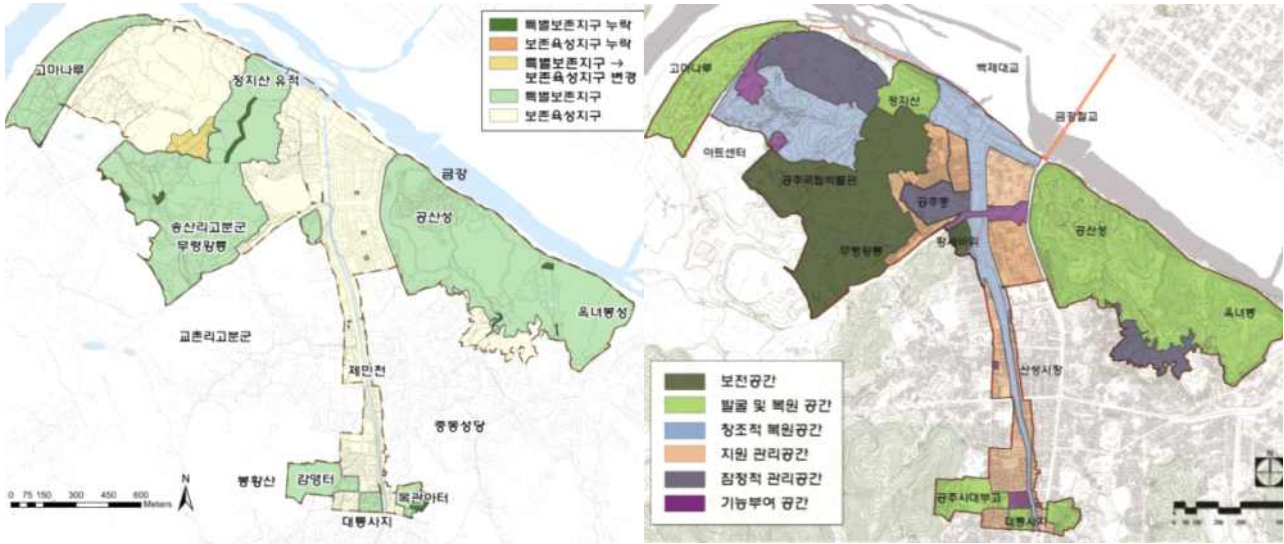 특별보존지구 누락
보존육성지구 누락
특별보존지구 →
보존육성지구 변경
특별보존지구
보존육성지구
고마나루
정지산 유적
금강
공산성
송산리고분군
무령왕릉
옥녀봉성
교촌리고분군
제민천
중동성당
봉황산
감영터
목관아터
대통사지
0 75 150 300 450 600
Meters
N
고마나루
백제대교
정지산
금강철교
아트센터
공주국립박물관
공주봉
공산성
무령왕릉
황새바위
옥녀봉
산성시장
보전공간
발굴 및 복원 공간
창조적 복원공간
지원 관리공간
잠정적 관리공간
기능부여 공간
공주사대부고
대통사지
N